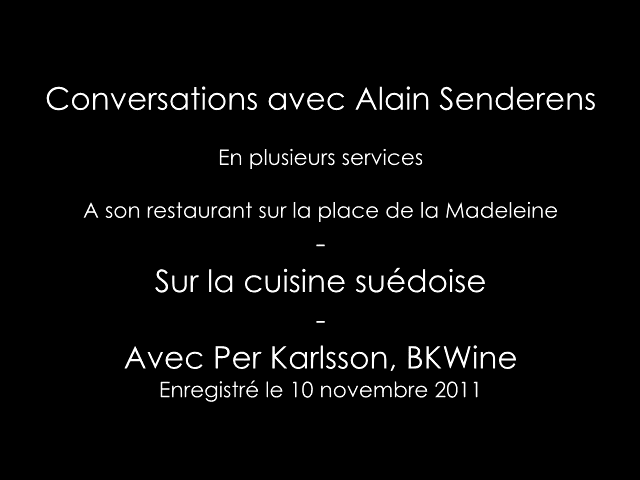 Conversations avec Alain Senderens
En plusieurs services
A son restaurant sur la place de la Madeleine
-
Sur la cuisine suédoise
-
Avec Per Karlsson, BKWine
Enregistré le 10 novembre 2011